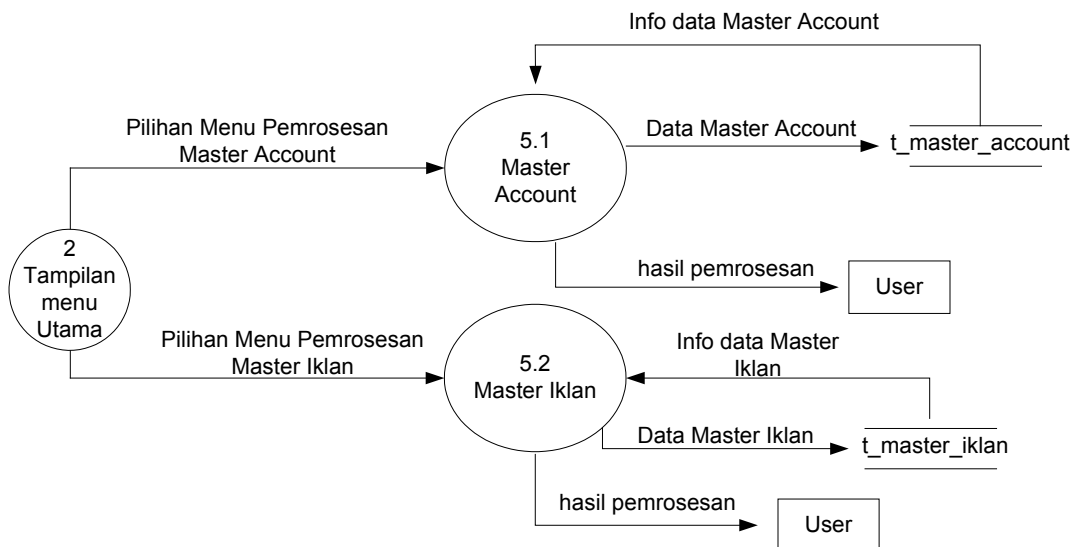 Info data Master Account
Pilihan Menu Pemrosesan
Master Account
5.1
Master
Account
Data Master Account
t_master_account
2
Tampilan
menu
Utama
hasil pemrosesan
User
Pilihan Menu Pemrosesan
Master Iklan
5.2
Master Iklan
Info data Master
Iklan
Data Master Iklan
t_master_iklan
hasil pemrosesan
User